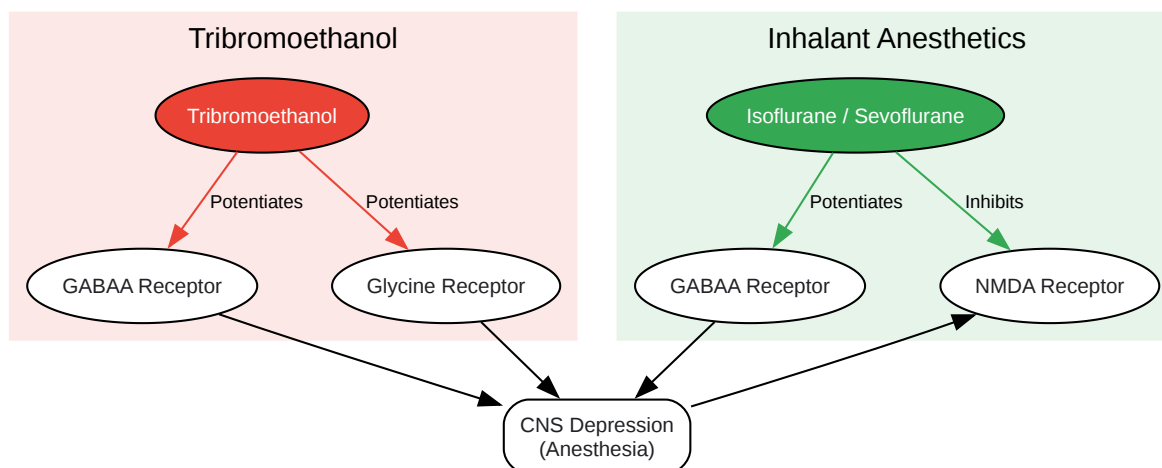 Tribromoethanol
Inhalant Anesthetics
Tribromoethanol
Isoflurane / Sevoflurane
Potentiates
Potentiates
Potentiates
Inhibits
GABAA Receptor
Glycine Receptor
GABAA Receptor
NMDA Receptor
CNS Depression
(Anesthesia)